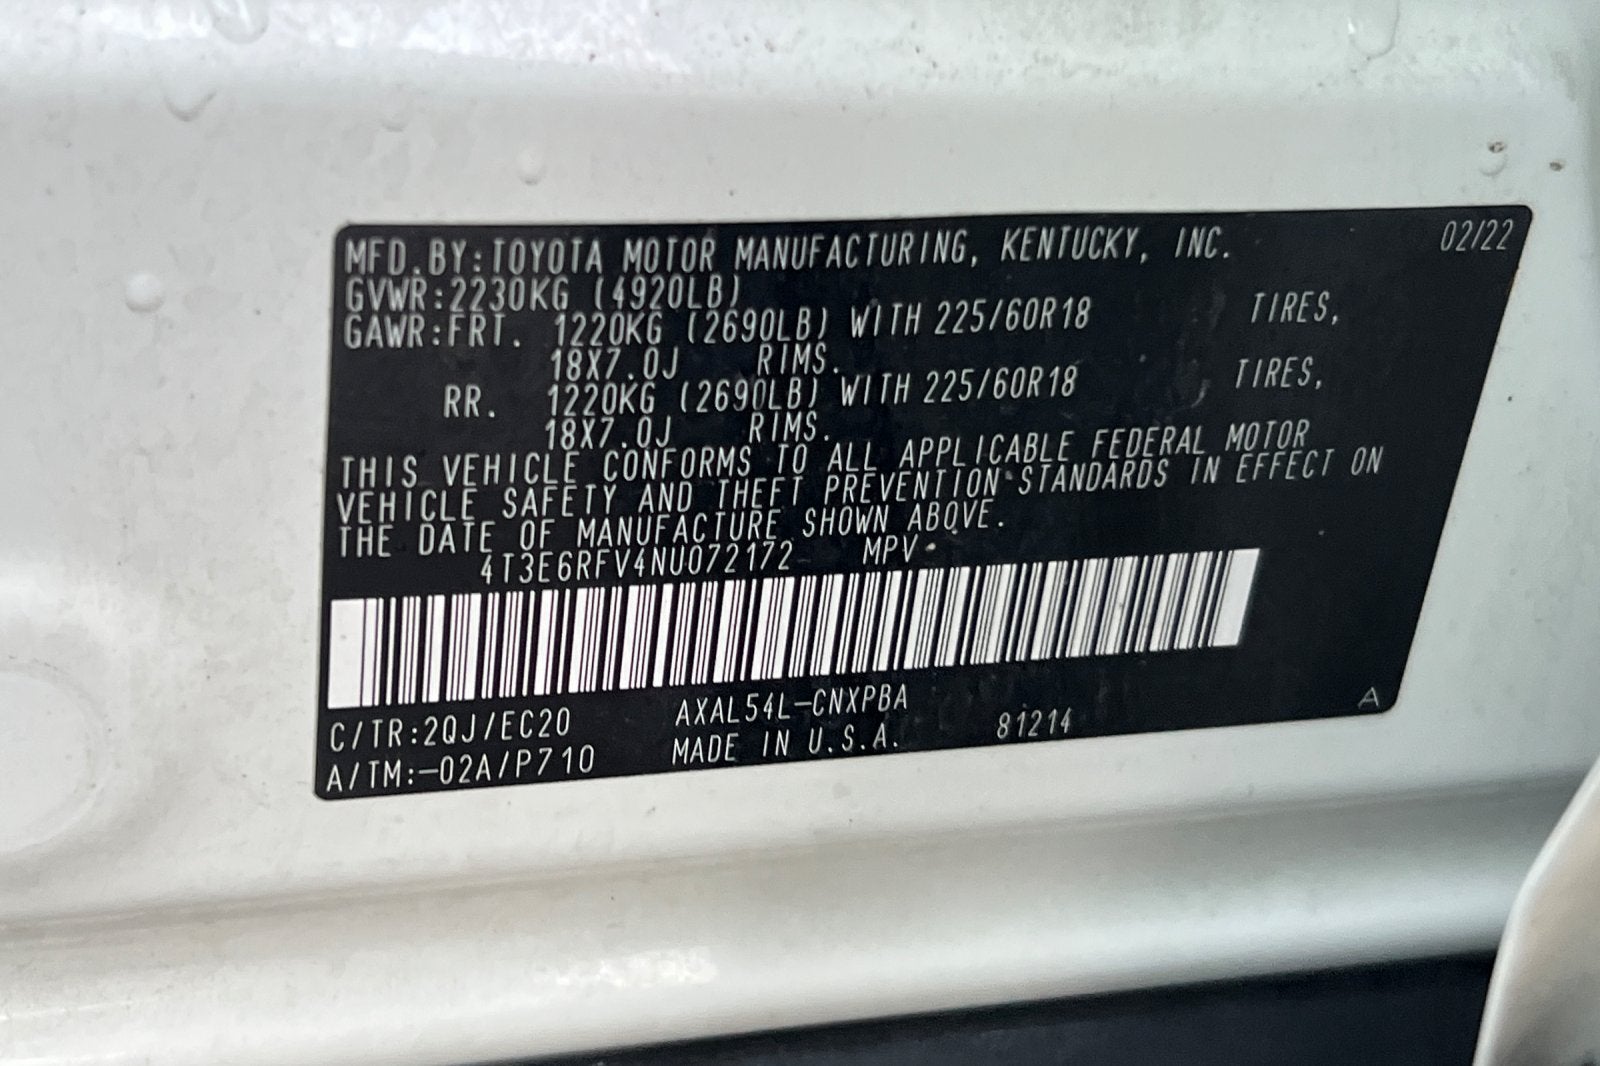 MFD.BY:TOYOTA MOTOR MANUFACTURING, KENTUCKY, INC. 02/22
GVWR:2230KG (4920LB)
GAWR:FRT. 1220KG (2690LB) WITH 225/60R18 TIRES,
18X7.0J RIMS.
RR. 1220KG (2690LB) WITH 225/60R18 TIRES,
18X7.0J RIMS.
THIS VEHICLE CONFORMS TO ALL APPLICABLE FEDERAL MOTOR
VEHICLE SAFETY AND THEFT PREVENTION STANDARDS IN EFFECT ON
THE DATE OF MANUFACTURE SHOWN ABOVE.
4T3E6RFV4NU072172 MPV
C/TR:2QJ/EC20 AXAL54L-CNXPBA A
A/TM:-02A/P710 MADE IN U.S.A. 81214